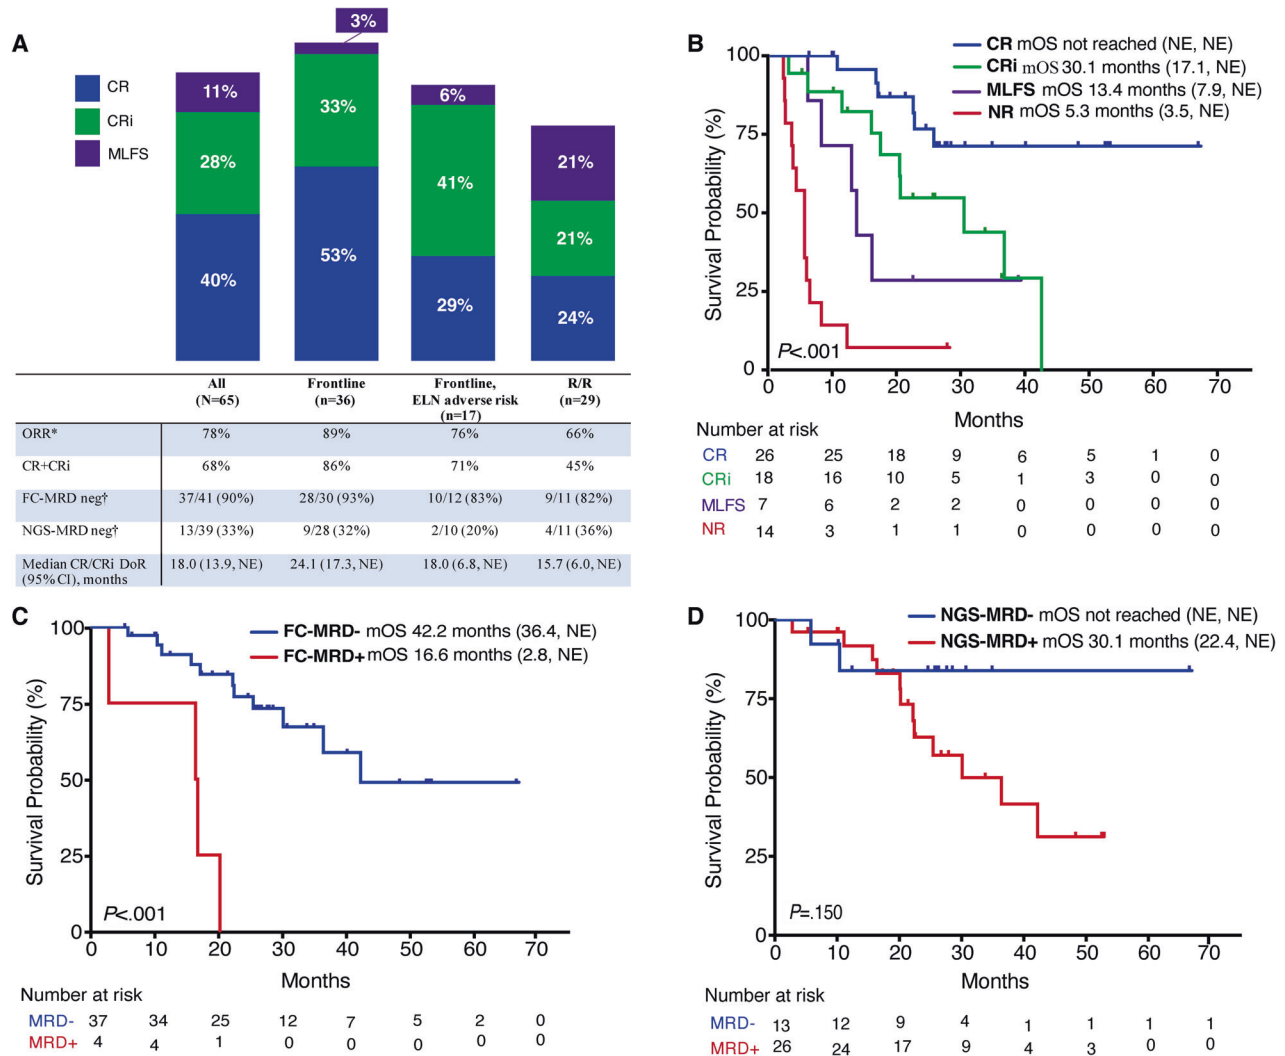 A
CR
CRi
MLFS
11%
28%
40%
3%
33%
53%
6%
41%
29%
21%
21%
24%
All (N=65)
Frontline (n=36)
Frontline, ELN adverse risk (n=17)
R/R (n=29)
ORR* 78% 89% 76% 66%
CR+CRi 68% 86% 71% 45%
FC-MRD neg† 37/41 (90%) 28/30 (93%) 10/12 (83%) 9/11 (82%)
NGS-MRD neg† 13/39 (33%) 9/28 (32%) 2/10 (20%) 4/11 (36%)
Median CR/CRi DoR 18.0 (13.9, NE) 24.1 (17.3, NE) 18.0 (6.8, NE) 15.7 (6.0, NE)
(95% CI), months
B
CR mOS not reached (NE, NE)
CRi mOS 30.1 months (17.1, NE)
MLFS mOS 13.4 months (7.9, NE)
NR mOS 5.3 months (3.5, NE)
Survival Probability (%)
100
75
50
25
0
P<.001
0 10 20 30 40 50 60 70
Months
Number at risk
CR 26 25 18 9 6 5 1 0
CRi 18 16 10 5 1 3 0 0
MLFS 7 6 2 2 0 0 0 0
NR 14 3 1 1 0 0 0 0
C
FC-MRD- mOS 42.2 months (36.4, NE)
FC-MRD+ mOS 16.6 months (2.8, NE)
Survival Probability (%)
100
75
50
25
0
P<.001
0 10 20 30 40 50 60 70
Months
Number at risk
MRD- 37 34 25 12 7 5 2 0
MRD+ 4 4 1 0 0 0 0 0
D
NGS-MRD- mOS not reached (NE, NE)
NGS-MRD+ mOS 30.1 months (22.4, NE)
Survival Probability (%)
100
75
50
25
0
P=.150
0 10 20 30 40 50 60 70
Months
Number at risk
MRD- 13 12 9 4 1 1 1 1
MRD+ 26 24 17 9 4 3 0 0